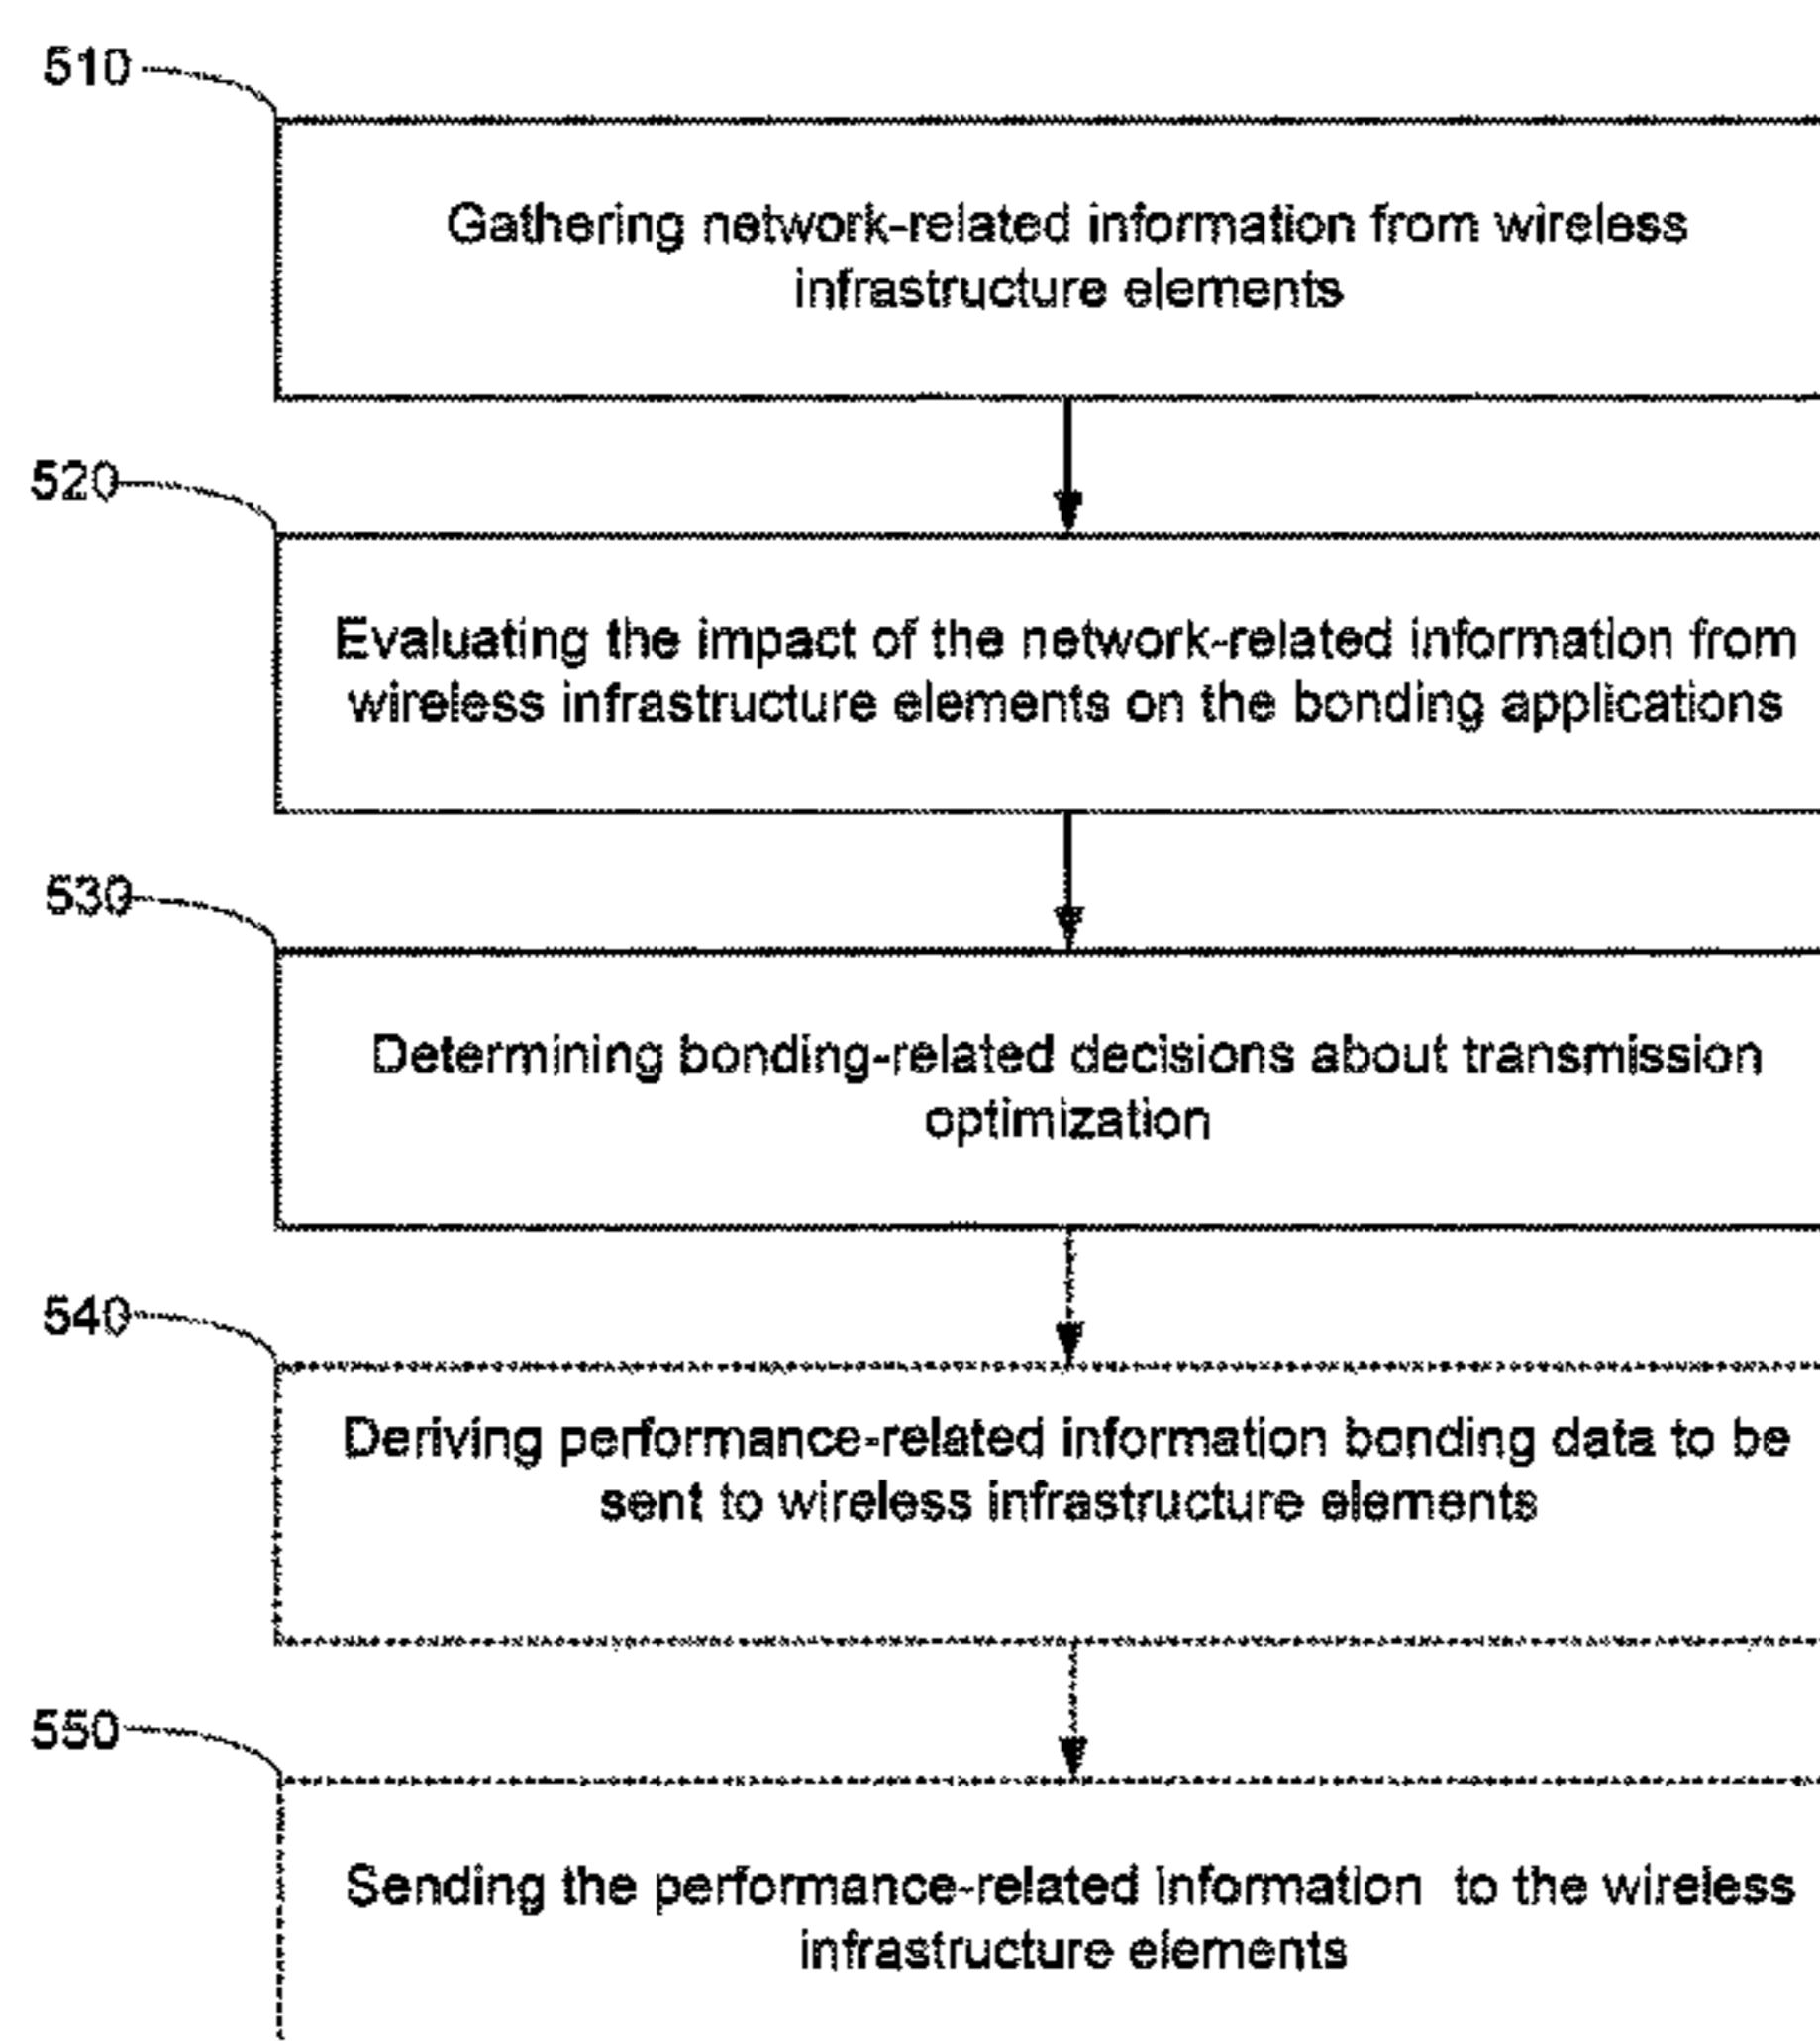 510
Gathering network-related information from wireless
infrastructure elements
520
Evaluating the impact of the network-related information from
wireless infrastructure elements on the bonding applications
530
Determining bonding-related decisions about transmission
optimization
540
Deriving performance-related information bonding data to be
sent to wireless infrastructure elements
550
Sending the performance-related information to the wireless
infrastructure elements